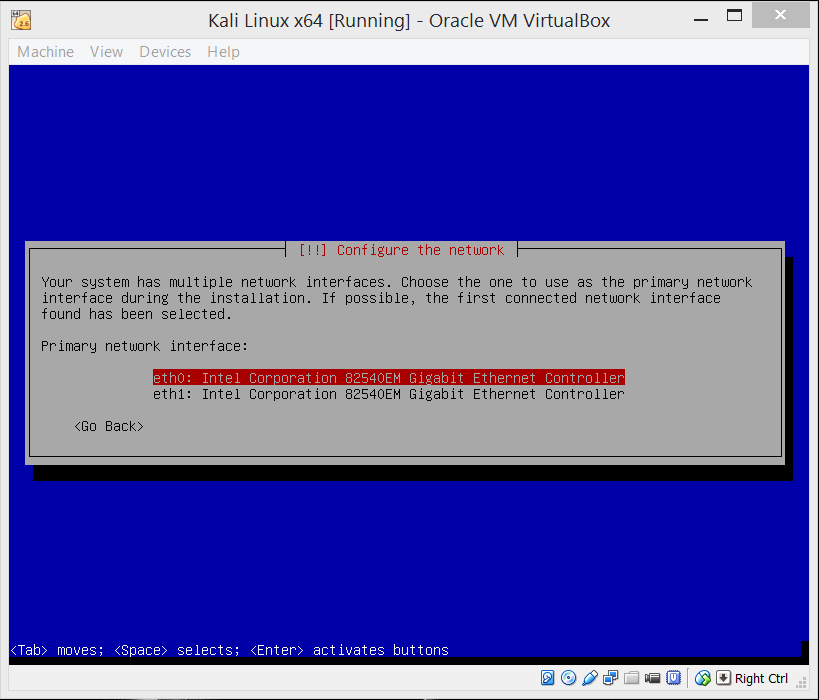 Kali Linux x64 [Running] - Oracle VM VirtualBox
Machine View Devices Help
[!!] Configure the network
Your system has multiple network interfaces. Choose the one to use as the primary network
interface during the installation. If possible, the first connected network interface
found has been selected.
Primary network interface:
eth0: Intel Corporation 82540EM Gigabit Ethernet Controller
eth1: Intel Corporation 82540EM Gigabit Ethernet Controller
<Go Back>
<Tab> moves; <Space> selects; <Enter> activates buttons
Right Ctrl